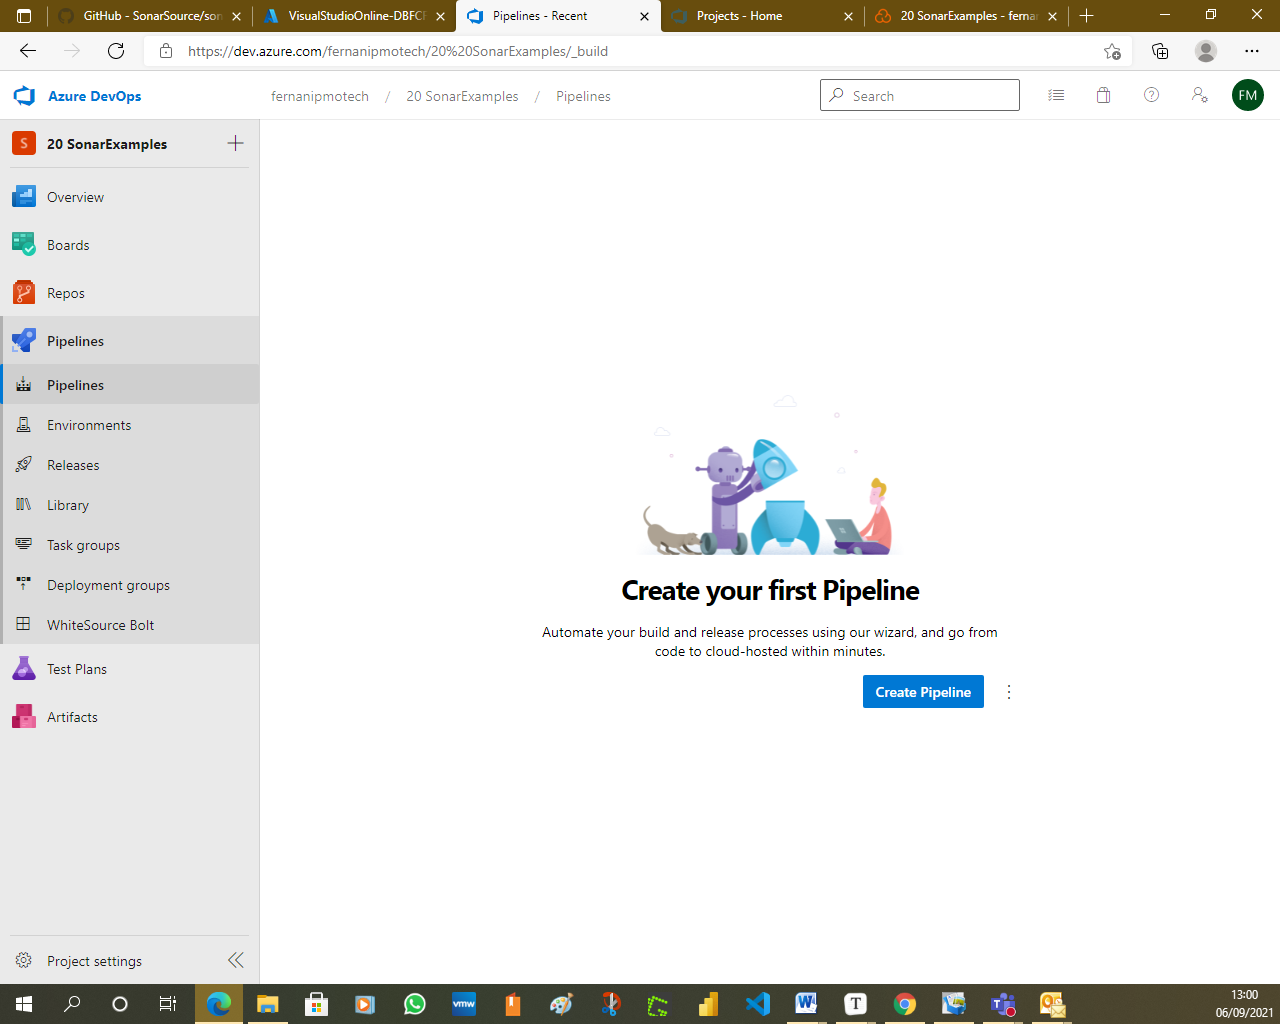 GitHub - SonarSource/son
VisualStudioOnline-DBFCF
Pipelines - Recent
Projects - Home
20 SonarExamples - fernan
https://dev.azure.com/fernanipmotech/20%20SonarExamples/_build
Azure DevOps
fernanipmotech / 20 SonarExamples / Pipelines
Search
FM
S 20 SonarExamples
Overview
Boards
Repos
Pipelines
Pipelines
Environments
Releases
Library
Task groups
Deployment groups
WhiteSource Bolt
Test Plans
Artifacts
Create your first Pipeline
Automate your build and release processes using our wizard, and go from
code to cloud-hosted within minutes.
Create Pipeline
Project settings
vmw
T
13:00
06/09/2021